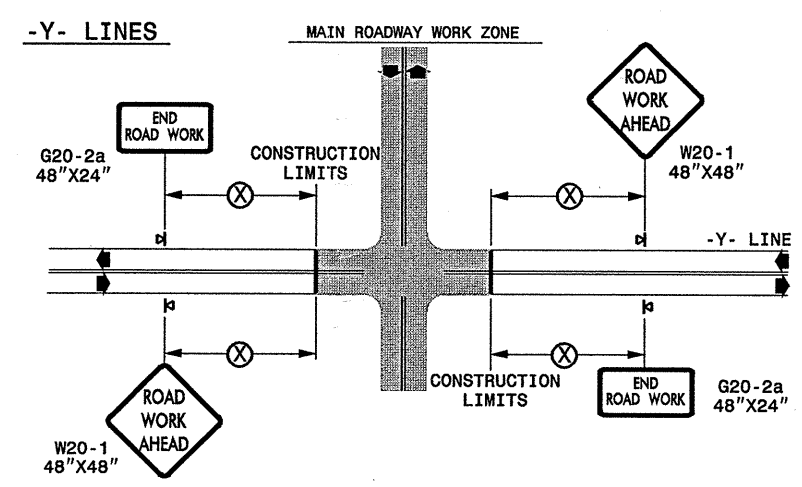 -Y- LINES
MAIN ROADWAY WORK ZONE
END
ROAD WORK
G20-2a
48"X24"
CONSTRUCTION
LIMITS
X
ROAD
WORK
AHEAD
W20-1
48"X48"
X
-Y- LINE
X
ROAD
WORK
AHEAD
W20-1
48"X48"
CONSTRUCTION
LIMITS
X
END
ROAD WORK
G20-2a
48"X24"